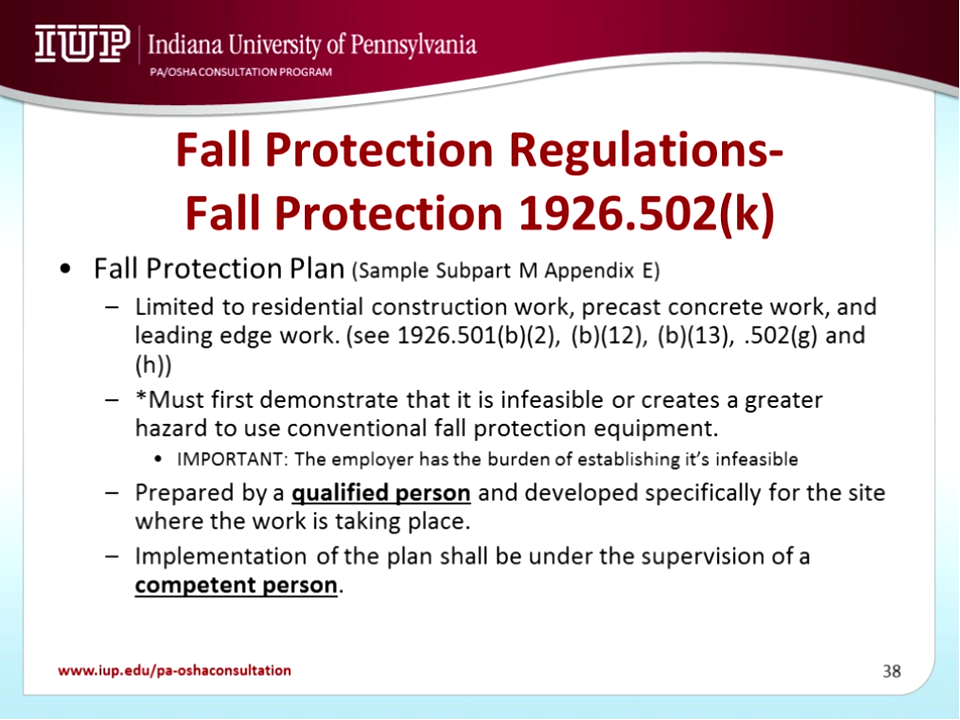 IUP Indiana University of Pennsylvania
PA/OSHA CONSULTATION PROGRAM
Fall Protection Regulations-
Fall Protection 1926.502(k)
• Fall Protection Plan (Sample Subpart M Appendix E)
– Limited to residential construction work, precast concrete work, and
leading edge work. (see 1926.501(b)(2), (b)(12), (b)(13), .502(g) and
(h))
– *Must first demonstrate that it is infeasible or creates a greater
hazard to use conventional fall protection equipment.
• IMPORTANT: The employer has the burden of establishing it's infeasible
– Prepared by a qualified person and developed specifically for the site
where the work is taking place.
– Implementation of the plan shall be under the supervision of a
competent person.
www.iup.edu/pa-oshaconsultation
38